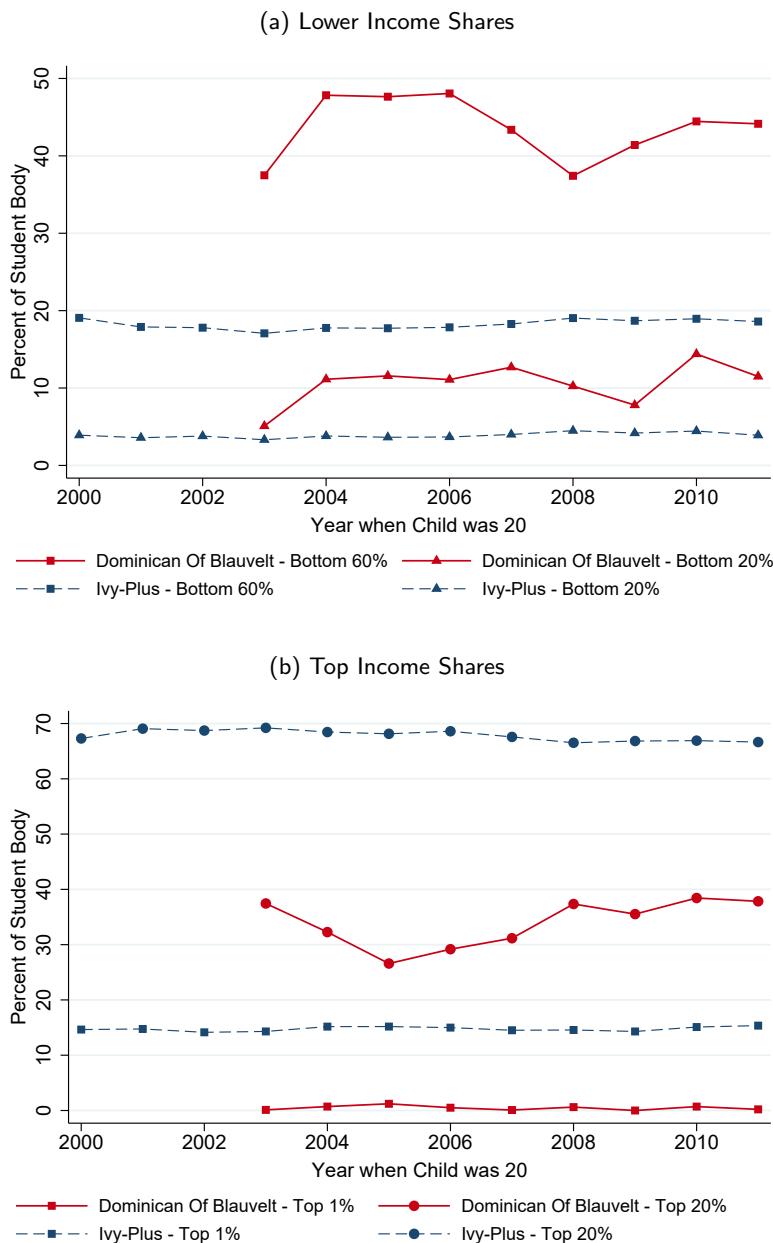 (a) Lower Income Shares
Percent of Student Body
50
40
30
20
10
0
2000 2002 2004 2006 2008 2010
Year when Child was 20
Dominican Of Blauvelt - Bottom 60% Dominican Of Blauvelt - Bottom 20%
Ivy-Plus - Bottom 60% Ivy-Plus - Bottom 20%
(b) Top Income Shares
Percent of Student Body
70
60
50
40
30
20
10
0
2000 2002 2004 2006 2008 2010
Year when Child was 20
Dominican Of Blauvelt - Top 1% Dominican Of Blauvelt - Top 20%
Ivy-Plus - Top 1% Ivy-Plus - Top 20%